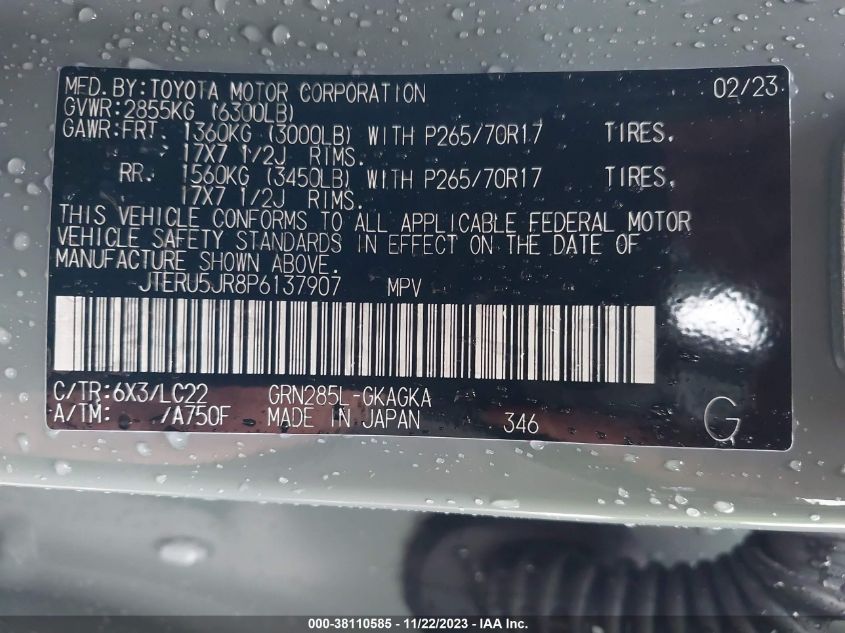 MFD.BY:TOYOTA MOTOR CORPORATION 02/23
GVWR:2855KG (6300LB)
GAWR:FRT. 1360KG (3000LB) WITH P265/70R17 TIRES.
17X7 1/2J RIMS.
RR. 1560KG (3450LB) WITH P265/70R17 TIRES.
17X7 1/2J RIMS.
THIS VEHICLE CONFORMS TO ALL APPLICABLE FEDERAL MOTOR
VEHICLE SAFETY STANDARDS IN EFFECT ON THE DATE OF
MANUFACTURE SHOWN ABOVE.
JTERU5JR8P6137907 MPV
C/TR:6X3/LC22 GRN285L-GKAGKA
A/TM: /A750F MADE IN JAPAN 346 G
000-38110585 - 11/22/2023 - IAA Inc.